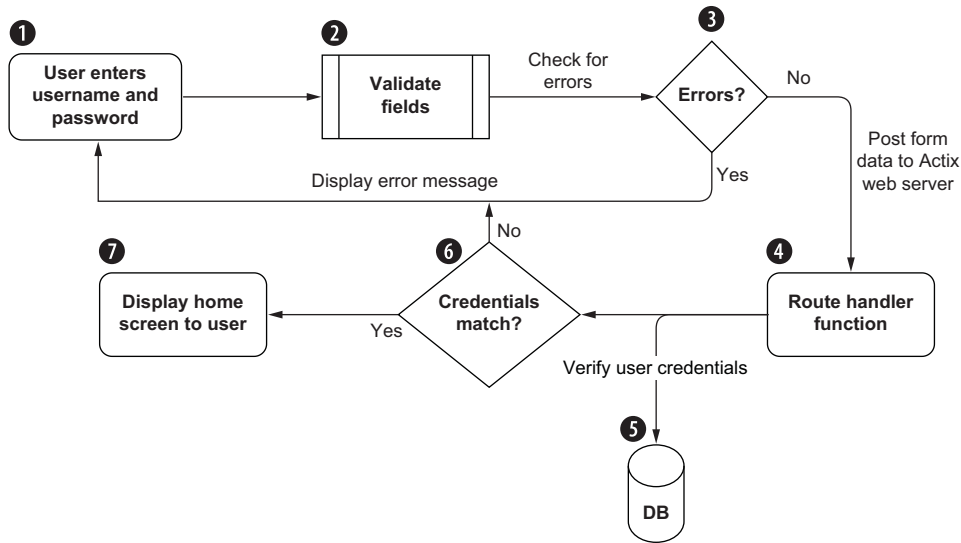 1
User enters
username and
password
2
Validate
fields
Check for
errors
3
Errors?
No
Yes
Post form
data to Actix
web server
Display error message
4
Route handler
function
Verify user credentials
5
DB
6
Credentials
match?
No
Yes
7
Display home
screen to user